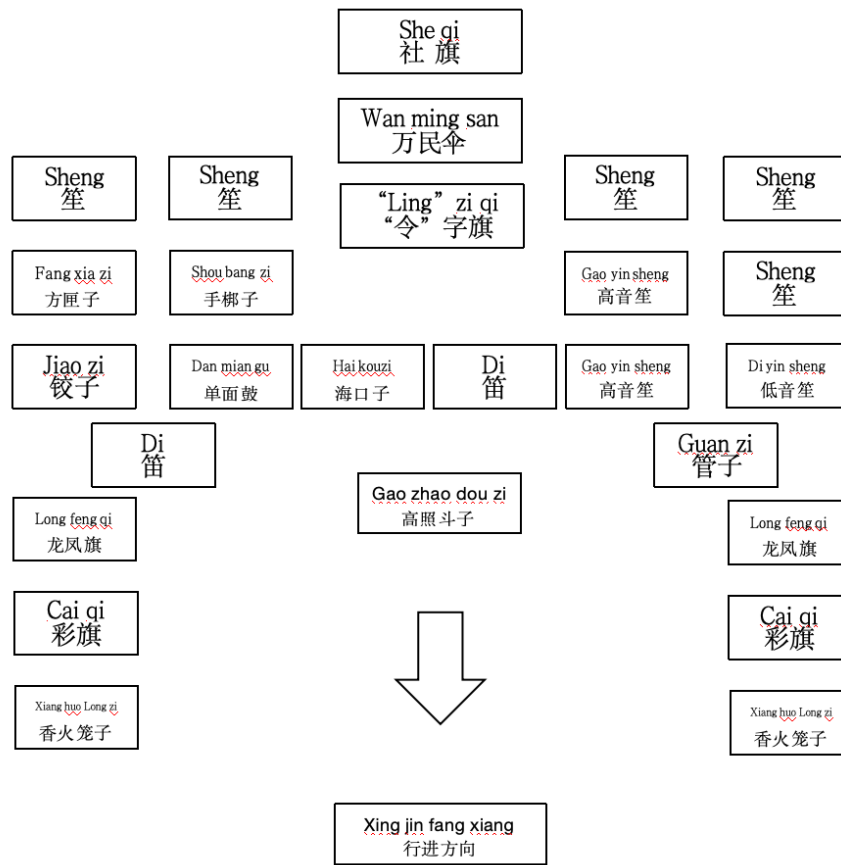 She qi
社 旗
Wan ming san
万民伞
Sheng
笙
Sheng
笙
“Ling” zi qi
“令”字旗
Sheng
笙
Sheng
笙
Fang xia zi
方匣子
Shou bang zi
手梆子
Gao yin sheng
高音笙
Sheng
笙
Jiao zi
铰子
Dan mian gu
单面鼓
Hai kouzi
海口子
Di
笛
Gao yin sheng
高音笙
Di yin sheng
低音笙
Di
笛
Guan zi
管子
Gao zhao dou zi
高照斗子
Long feng qi
龙凤旗
Long feng qi
龙凤旗
Cai qi
彩旗
Cai qi
彩旗
Xiang huo Long zi
香火笼子
Xiang huo Long zi
香火笼子
Xing jin fang xiang
行进方向